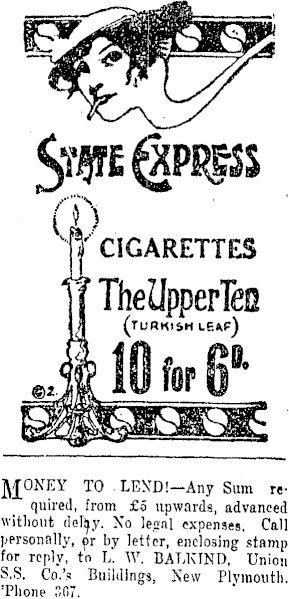 STATE EXPRESS
CIGARETTES
The Upper Ten
(TURKISH LEAF)
10 for 6D.
©2.
MONEY TO LEND!—Any Sum re-
quired, from £5 upwards, advanced
without delay. No legal expenses. Call
personally, or by letter, enclosing stamp
for reply, to L. W. BALKIND, Union
S.S. Co.'s Buildings, New Plymouth.
'Phone 367.